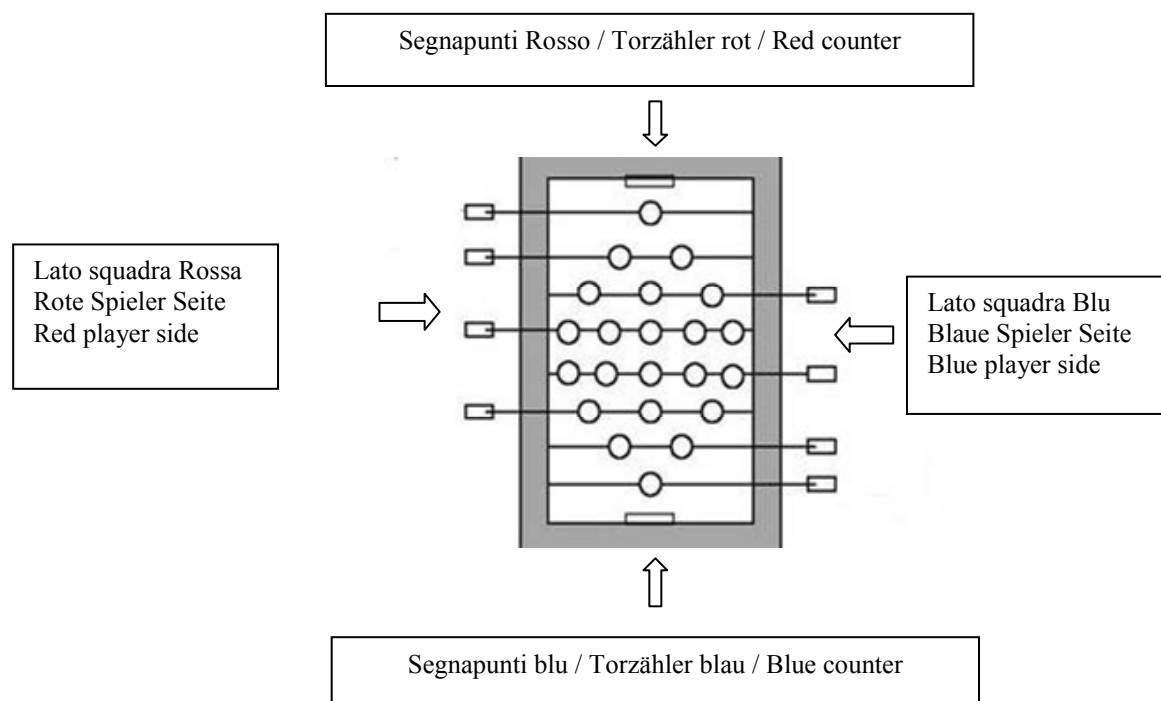 Segnapunti Rosso / Torzähler rot / Red counter
Lato squadra Rossa
Rote Spieler Seite
Red player side
Lato squadra Blu
Blaue Spieler Seite
Blue player side
Segnapunti blu / Torzähler blau / Blue counter